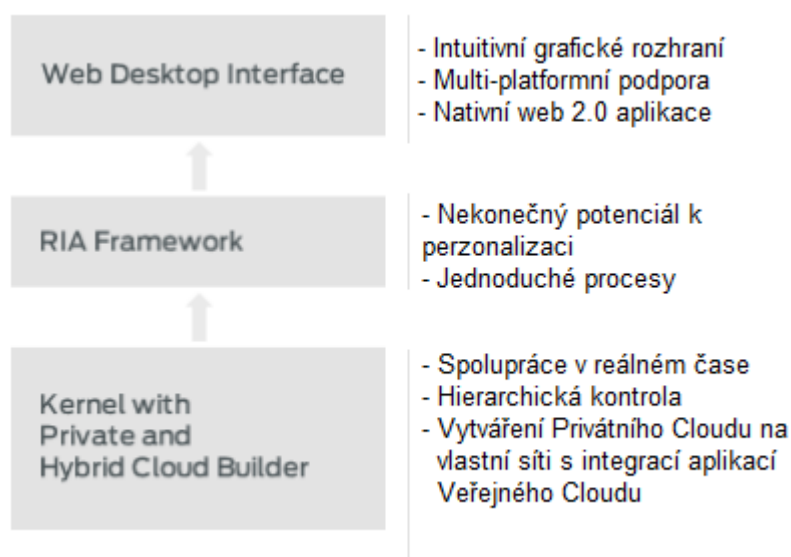 Web Desktop Interface
- Intuitivní grafické rozhraní
- Multi-platformní podpora
- Nativní web 2.0 aplikace
RIA Framework
- Nekonečný potenciál k
perzonalizaci
- Jednoduché procesy
Kernel with
Private and
Hybrid Cloud Builder
- Spolupráce v reálném čase
- Hierarchická kontrola
- Vytváření Privátního Cloudu na
vlastní síti s integrací aplikací
Veřejného Cloudu